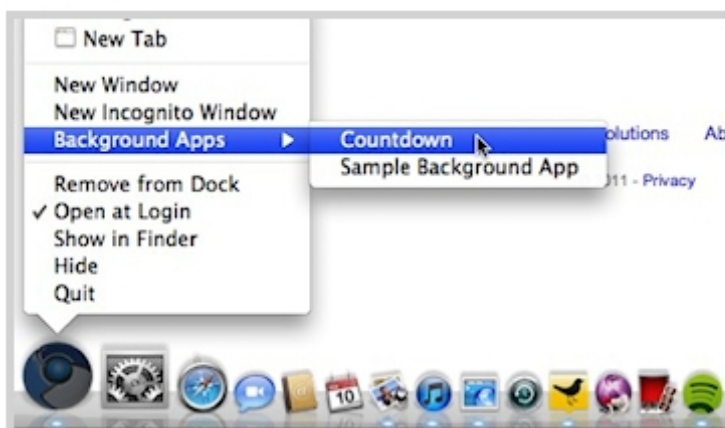 New Tab
New Window
New Incognito Window
Background Apps
Countdown
Sample Background App
olutions Ab
011 - Privacy
Remove from Dock
✓ Open at Login
Show in Finder
Hide
Quit
10